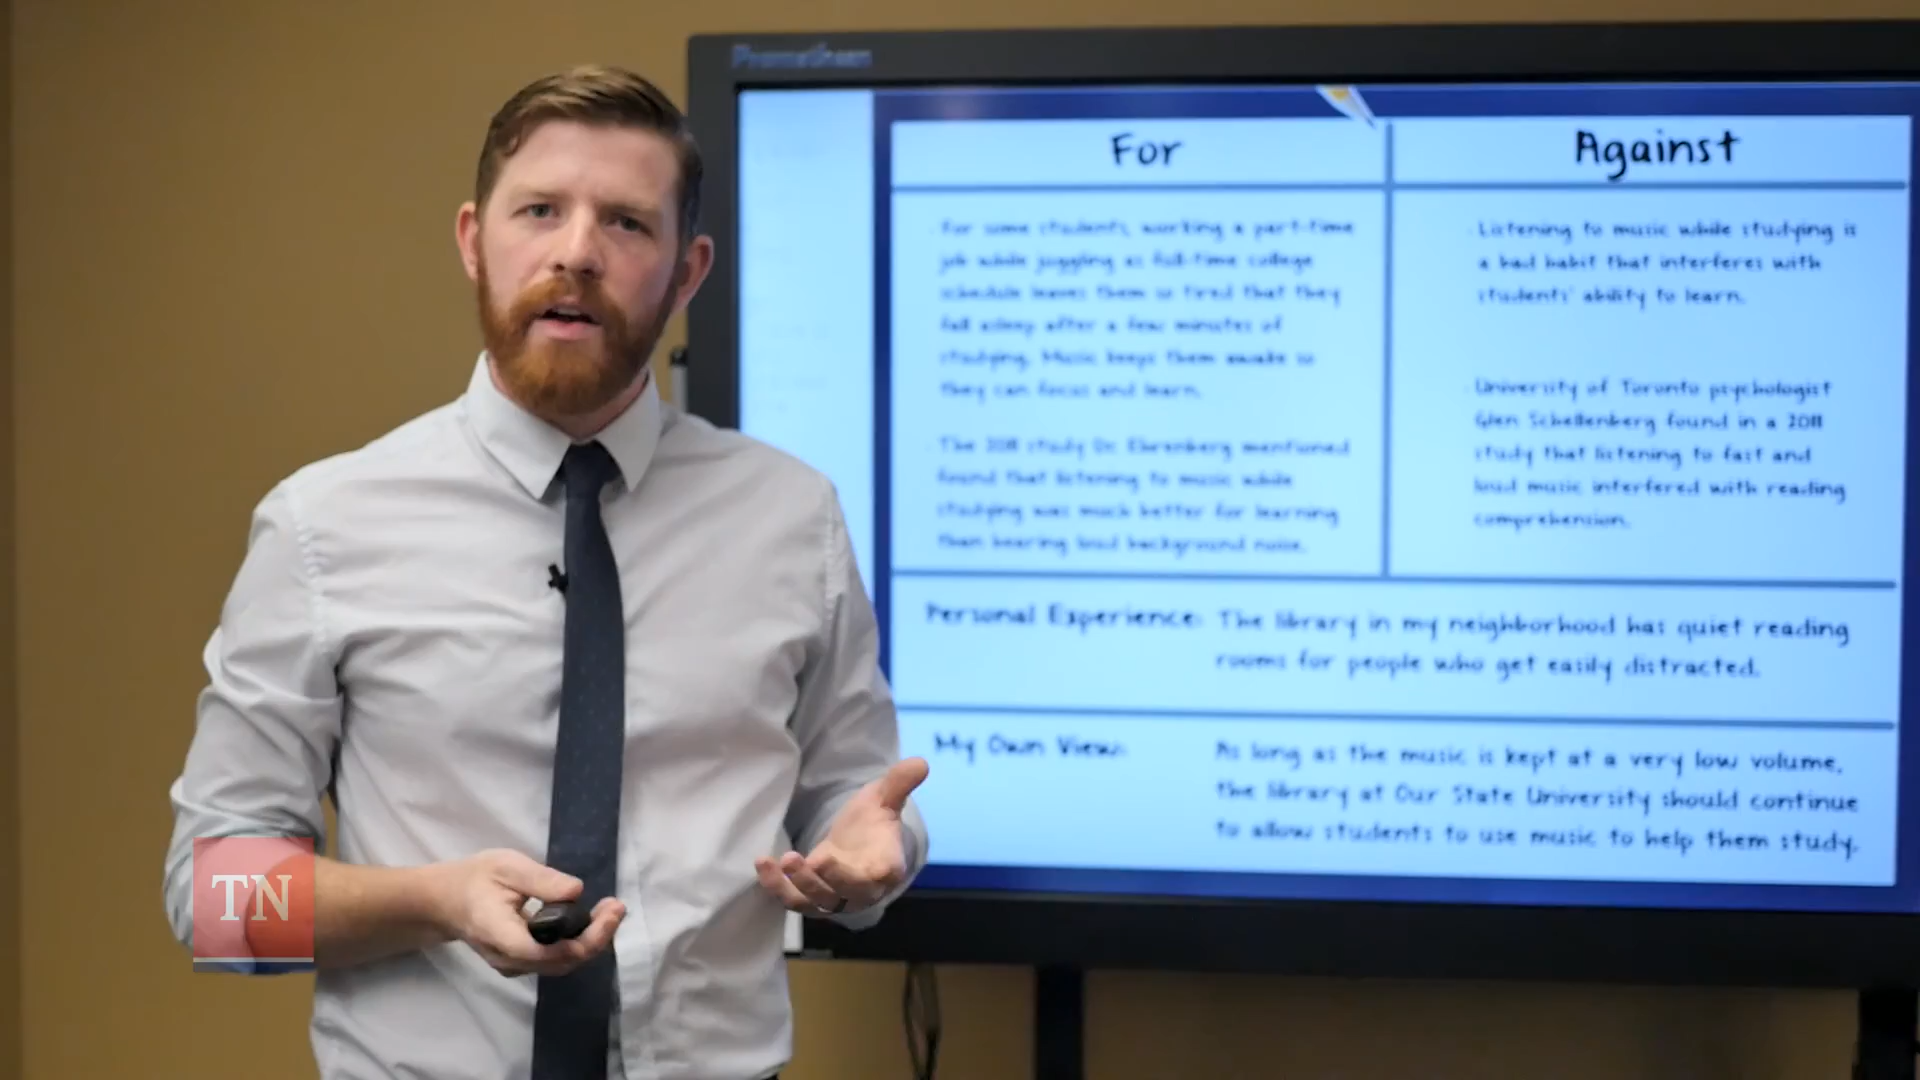 Promethean
For
Against
· For some students, working a part-time
job while juggling as full-time college
schedule leaves them so tired that they
fall asleep after a few minutes of
studying. Music keeps them awake so
they can focus and learn.
· The 2011 study Dr. Ehrenberg mentioned
found that listening to music while
studying was much better for learning
than hearing loud background noise.
· Listening to music while studying is
a bad habit that interferes with
students' ability to learn.
· University of Toronto psychologist
Glen Schellenberg found in a 2011
study that listening to fast and
loud music interfered with reading
comprehension.
Personal Experience: The library in my neighborhood has quiet reading
rooms for people who get easily distracted.
My Own View: As long as the music is kept at a very low volume,
the library at Our State University should continue
to allow students to use music to help them study.
TN